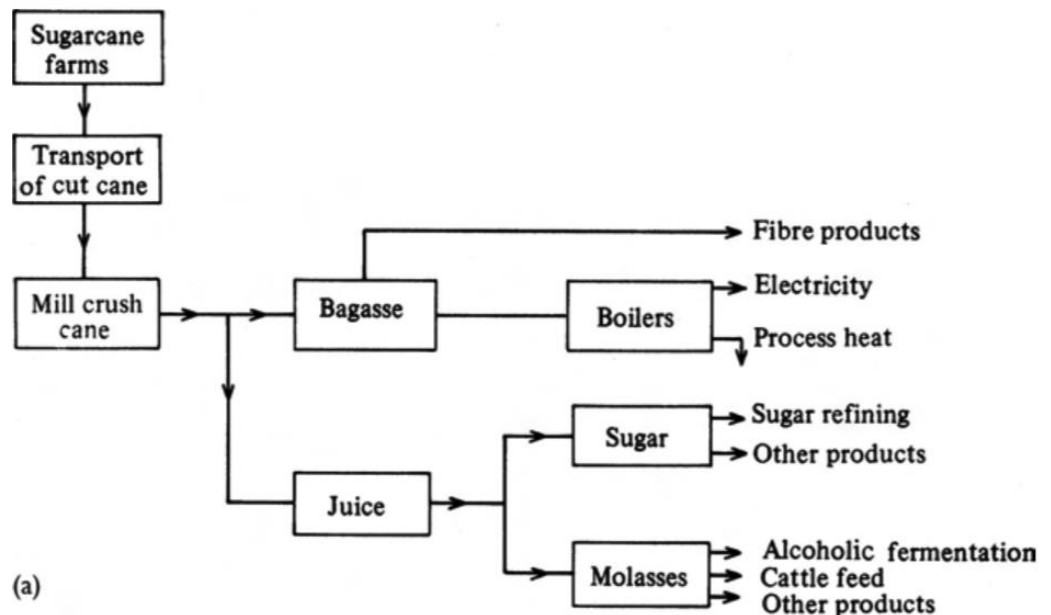 Sugarcane
farms
Transport
of cut cane
Mill crush
cane
Bagasse
Fibre products
Boilers
Electricity
Process heat
Juice
Sugar
Sugar refining
Other products
Molasses
Alcoholic fermentation
Cattle feed
Other products
(a)